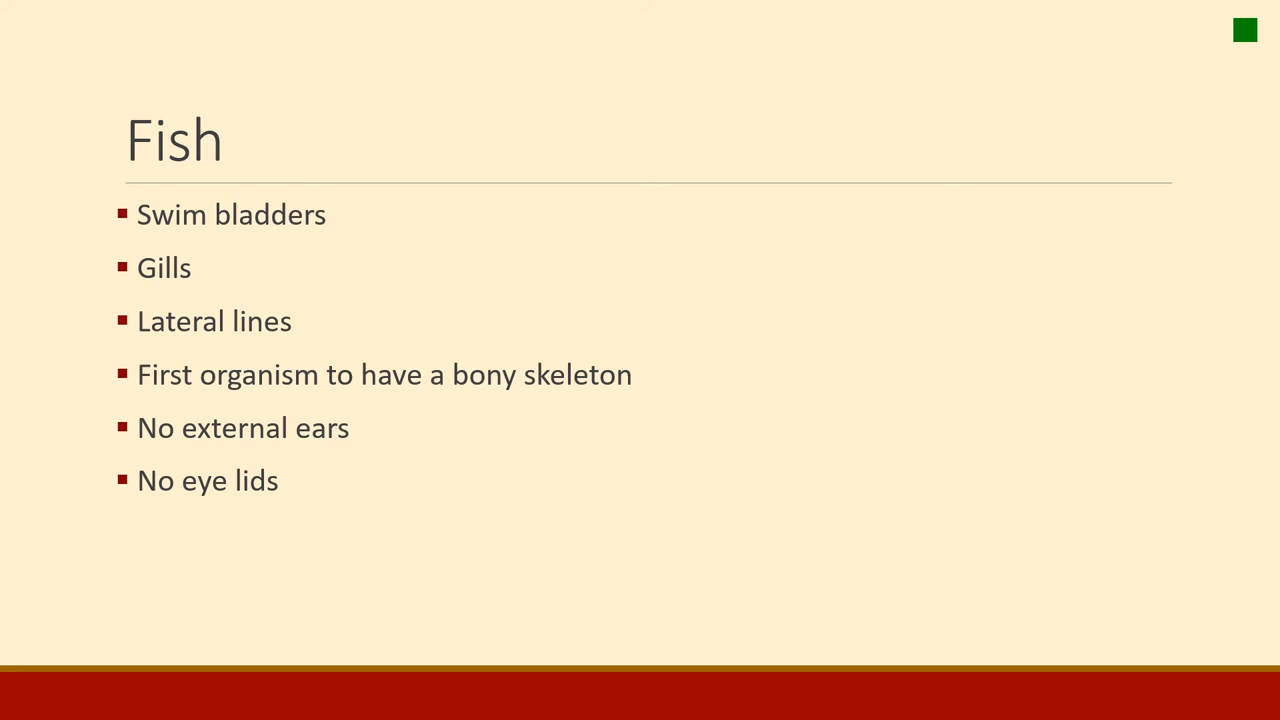 Fish
Swim bladders
Gills
Lateral lines
First organism to have a bony skeleton
No external ears
No eye lids